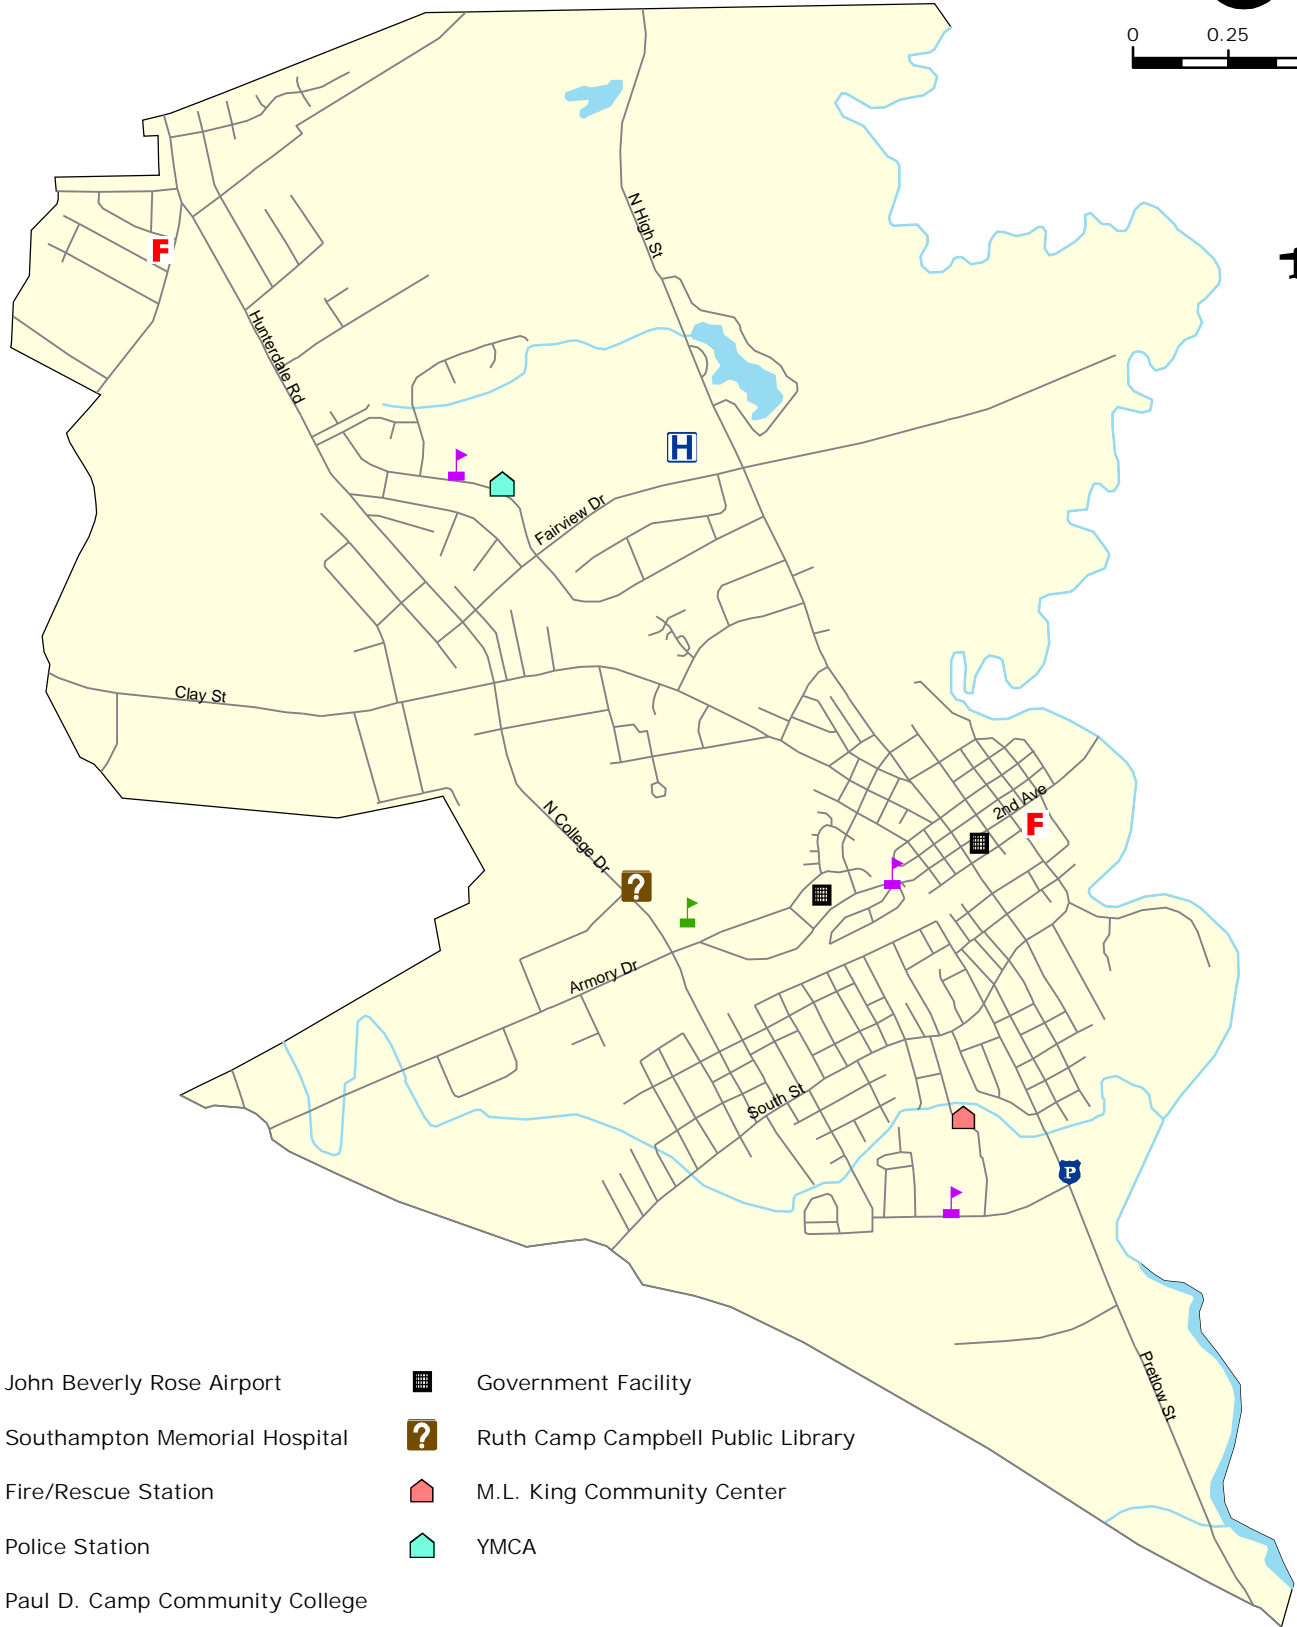 0 0.25
N High St
F
Hunterdale Rd
H
Fairview Dr
Clay St
2nd Ave
F
N College Dr
?
Armory Dr
South St
P
Pretlow St
John Beverly Rose Airport
Government Facility
Southampton Memorial Hospital
? Ruth Camp Campbell Public Library
Fire/Rescue Station
M.L. King Community Center
Police Station
YMCA
Paul D. Camp Community College